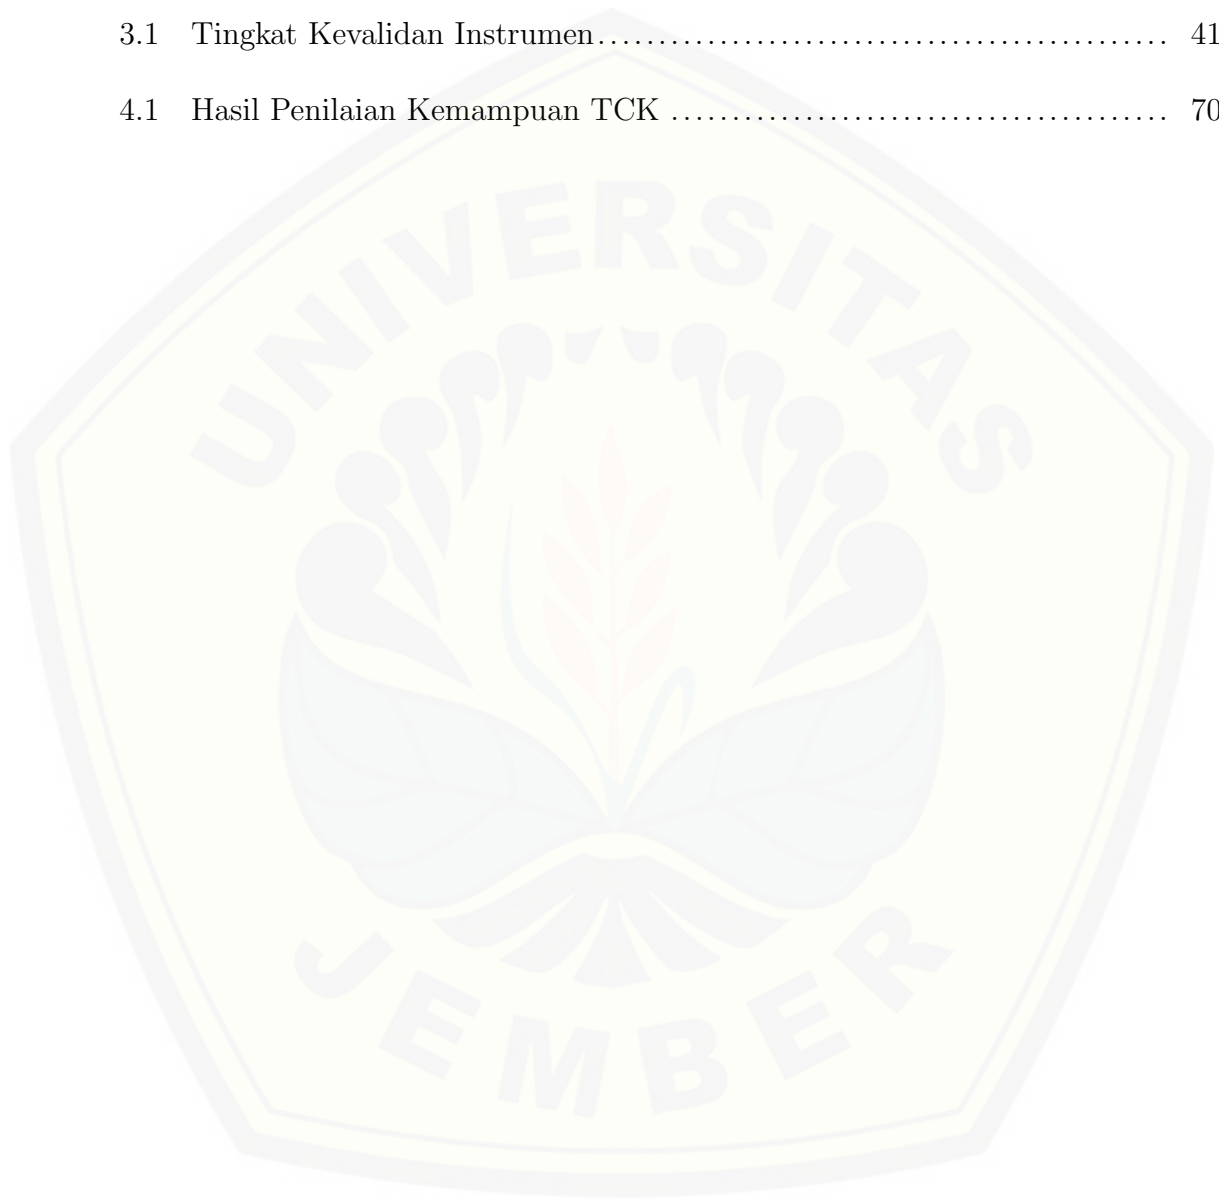 3.1 Tingkat Kevalidan Instrumen............................................... 41
4.1 Hasil Penilaian Kemampuan TCK ......................................... 70
UNIVERSITAS
JEMBER